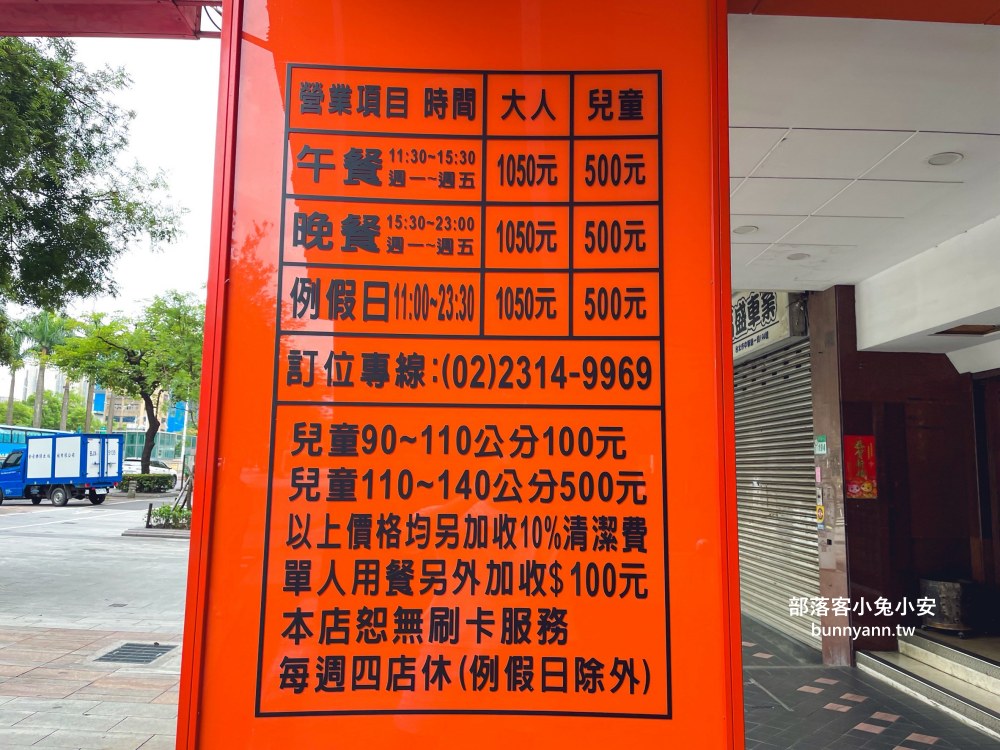 營業項目 時間 大人 兒童
午餐 11:30~15:30 週一~週五 1050元 500元
晚餐 15:30~23:00 週一~週五 1050元 500元
例假日 11:00~23:30 1050元 500元
訂位專線:(02)2314-9969
兒童90~110公分100元
兒童110~140公分500元
以上價格均另加收10%清潔費
單人用餐另外加收$100元
本店恕無刷卡服務
每週四店休(例假日除外)
專業
部落客小兔小安
bunnyann.tw